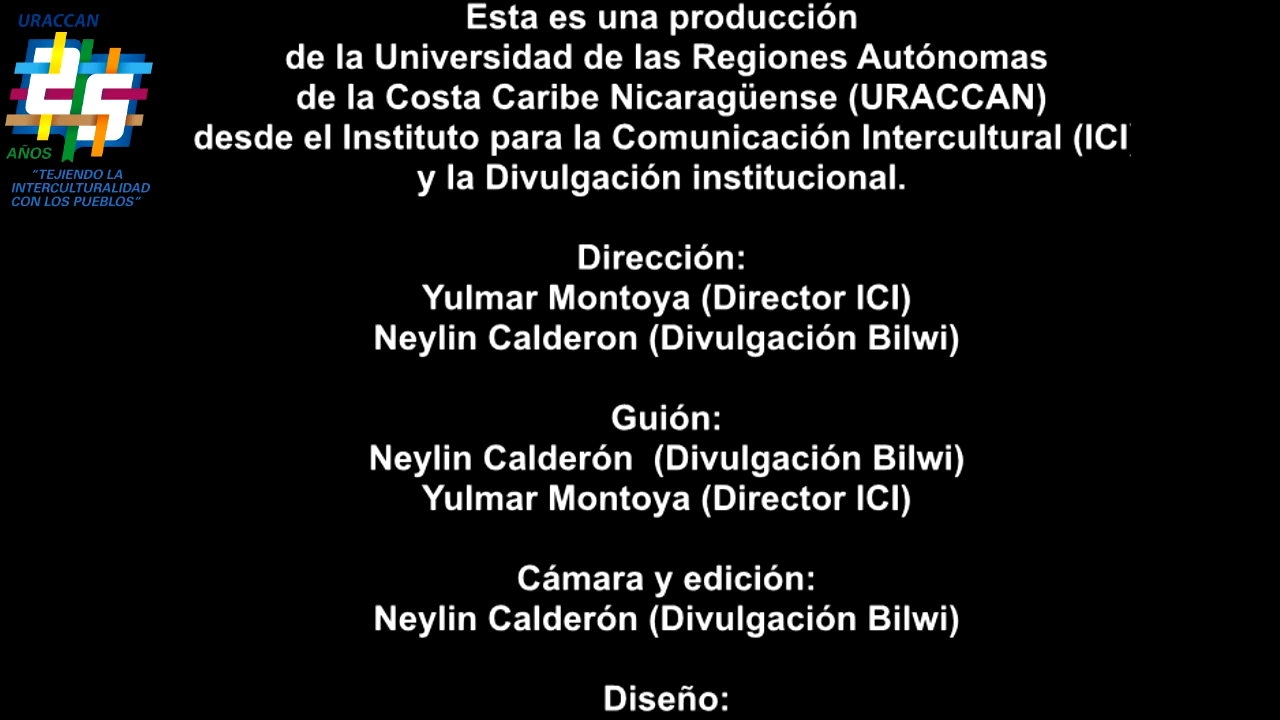 URACCAN
25
AÑOS
“TEJIENDO LA
INTERCULTURALIDAD
CON LOS PUEBLOS”
Esta es una producción
de la Universidad de las Regiones Autónomas
de la Costa Caribe Nicaragüense (URACCAN)
desde el Instituto para la Comunicación Intercultural (ICI)
y la Divulgación institucional.
Dirección:
Yulmar Montoya (Director ICI)
Neylin Calderon (Divulgación Bilwi)
Guión:
Neylin Calderón (Divulgación Bilwi)
Yulmar Montoya (Director ICI)
Cámara y edición:
Neylin Calderón (Divulgación Bilwi)
Diseño: